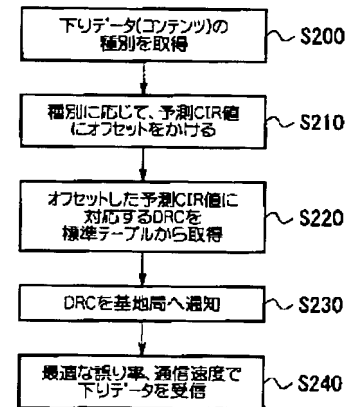 下りデータ(コンテンツ)の
種別を取得
S200
種別に応じて、予測CIR値
にオフセットをかける
S210
オフセットした予測CIR値に
対応するDRCを
標準テーブルから取得
S220
DRCを基地局へ通知
S230
最適な誤り率、通信速度で
下りデータを受信
S240